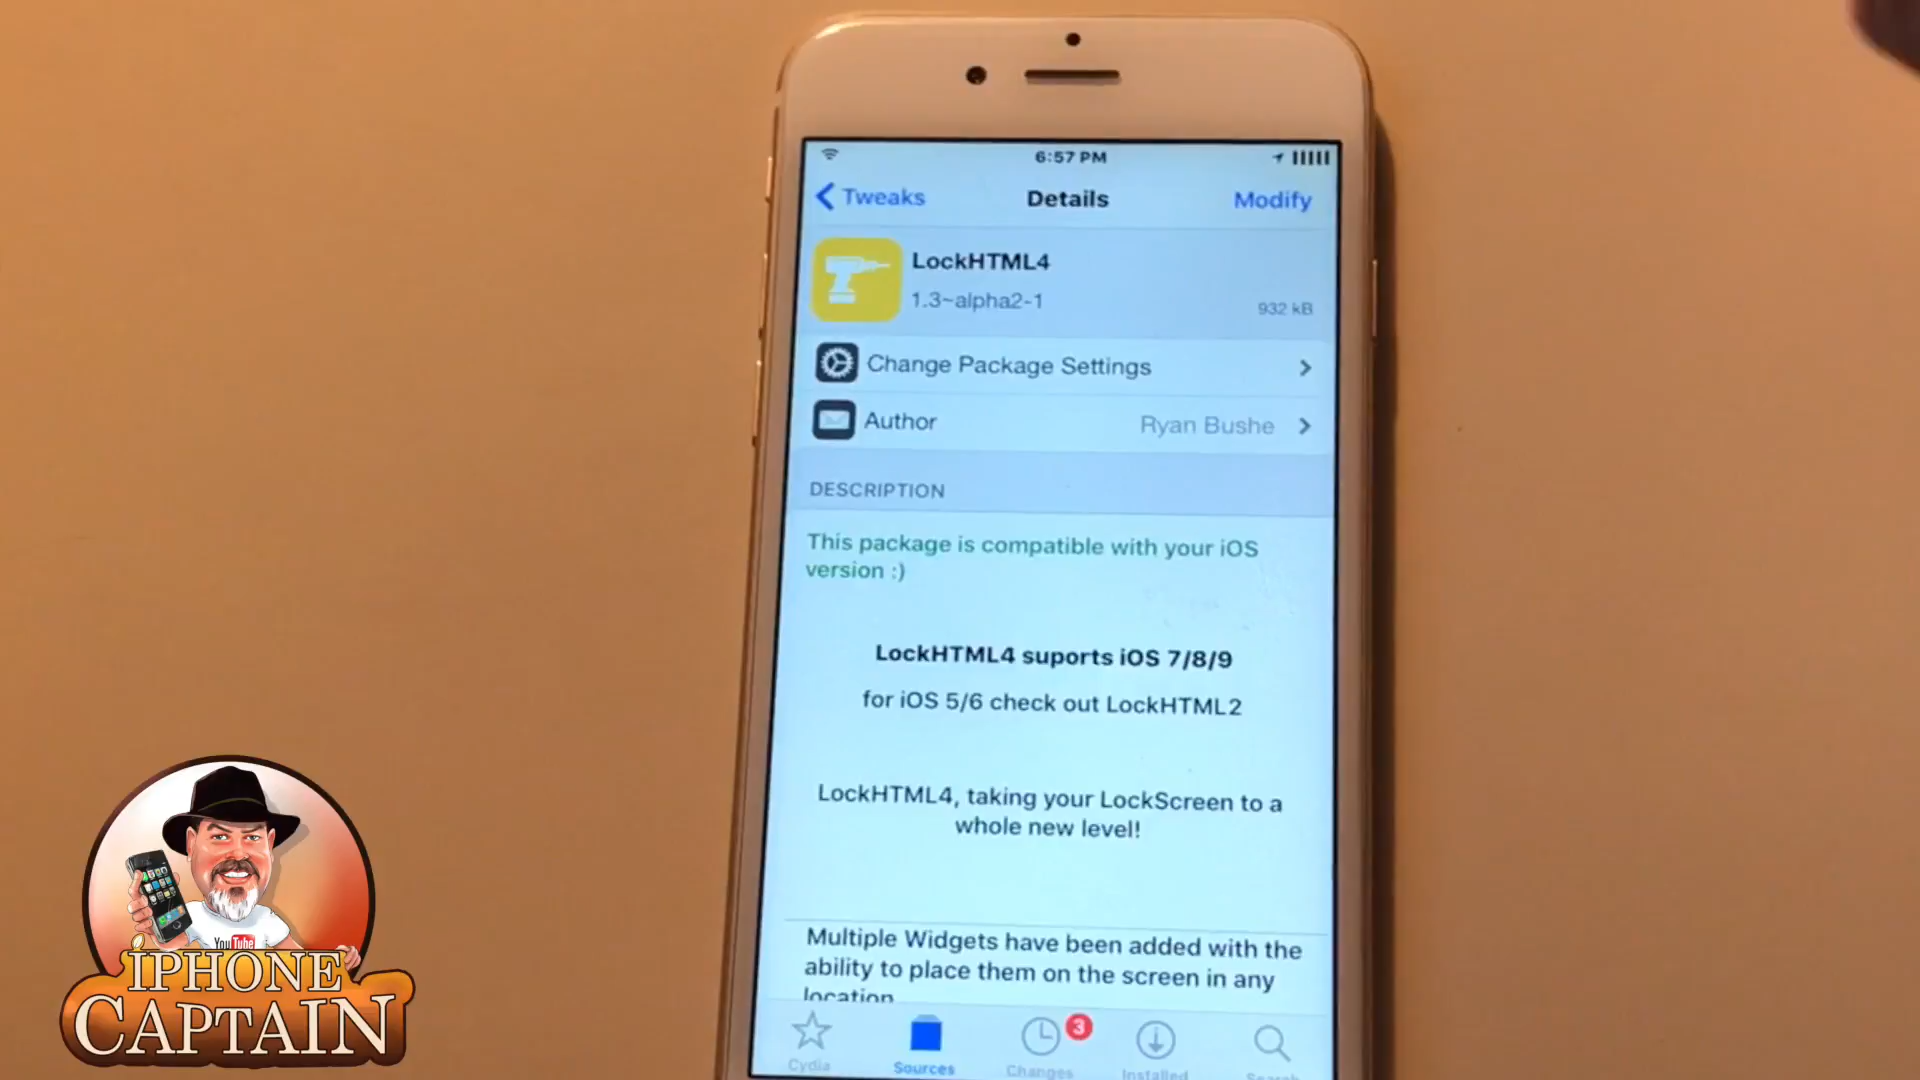 6:57 PM
Tweaks
Details
Modify
LockHTML4
1.3~alpha2-1
932 kB
Change Package Settings
Author
Ryan Bushe
DESCRIPTION
This package is compatible with your iOS
version :)
LockHTML4 suports iOS 7/8/9
for iOS 5/6 check out LockHTML2
LockHTML4, taking your LockScreen to a
whole new level!
Multiple Widgets have been added with the
ability to place them on the screen in any
location
Cydia
Sources
Changes
3
Installed
Search
YouTube
IPHONE
CAPTAIN